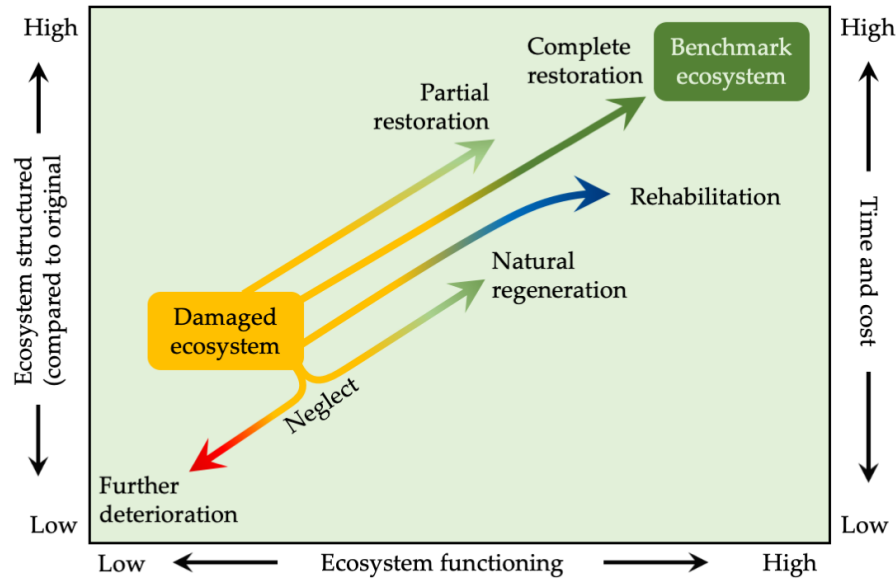 High
High
Complete
restoration
Benchmark
ecosystem
Partial
restoration
Rehabilitation
Natural
regeneration
Damaged
ecosystem
Neglect
Further
deterioration
Ecosystem structured
(compared to original
Time and cost
Low
Low
Low
Ecosystem functioning
High